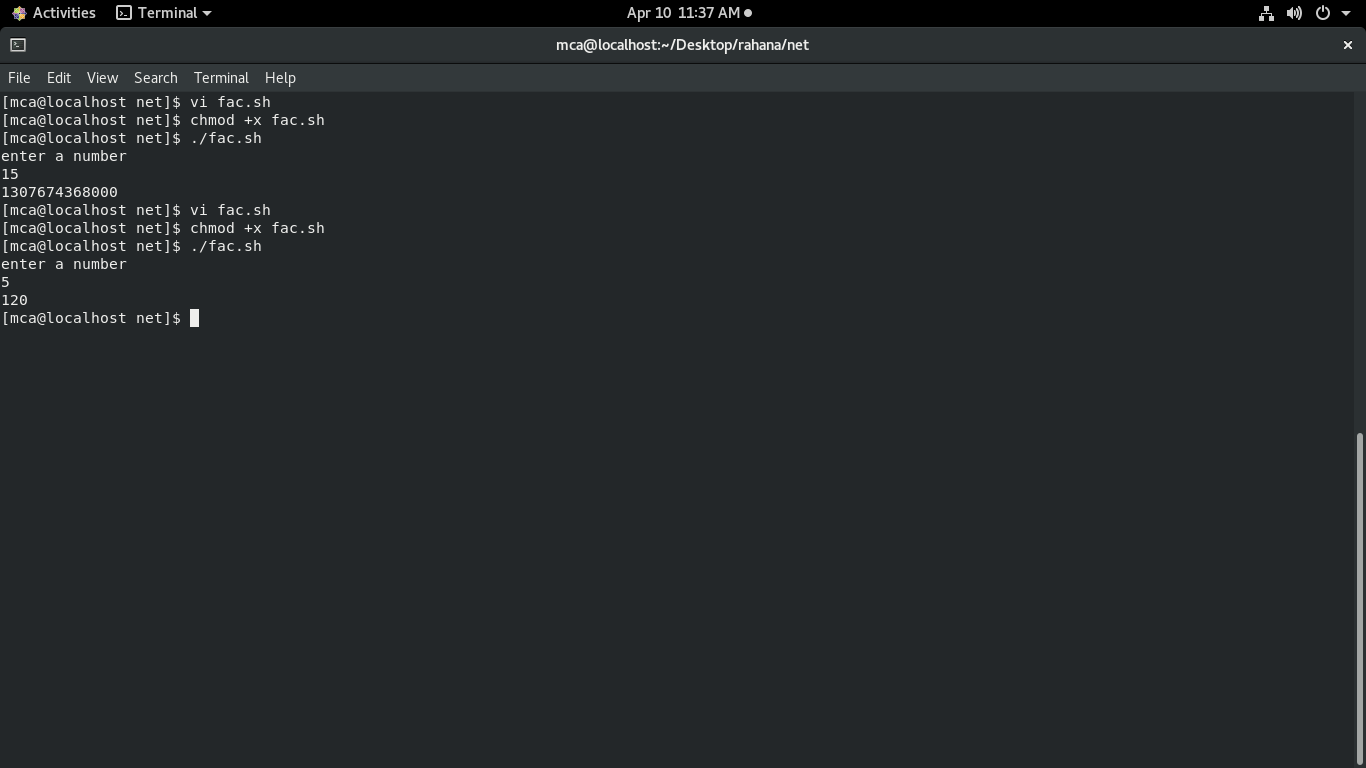 Activities Terminal Apr 10 11:37 AM
mca@localhost:~/Desktop/rahana/net
File Edit View Search Terminal Help
[mca@localhost net]$ vi fac.sh
[mca@localhost net]$ chmod +x fac.sh
[mca@localhost net]$ ./fac.sh
enter a number
15
1307674368000
[mca@localhost net]$ vi fac.sh
[mca@localhost net]$ chmod +x fac.sh
[mca@localhost net]$ ./fac.sh
enter a number
5
120
[mca@localhost net]$